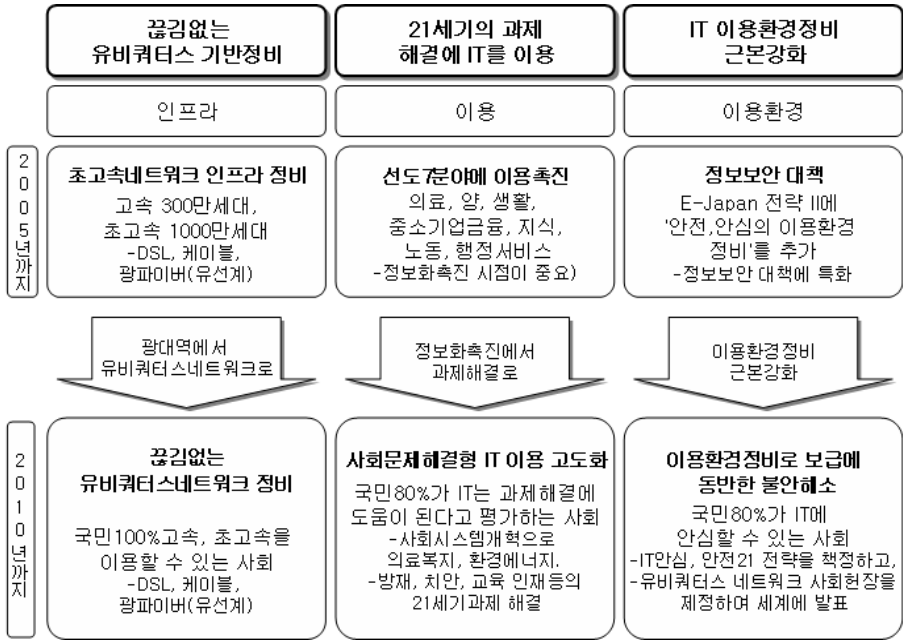 끊김없는
유비쿼터스 기반정비
21세기의 과제
해결에 IT를 이용
IT 이용환경정비
근본강화
인프라
이용
이용환경
2005년까지
초고속네트워크 인프라 정비
고속 300만세대,
초고속 1000만세대
-DSL, 케이블,
광파이버(유선계)
선도7분야에 이용촉진
의료, 양, 생활,
중소기업금융, 지식,
노동, 행정서비스
-정보화촉진 시점이 중요)
정보보안 대책
E-Japan 전략 II에
'안전,안심의 이용환경
정비'를 추가
-정보보안 대책에 특화
광대역에서
유비쿼터스네트워크로
정보화촉진에서
과제해결로
이용환경정비
근본강화
2010년까지
끊김없는
유비쿼터스네트워크 정비
국민100%고속, 초고속을
이용할 수 있는 사회
-DSL, 케이블,
광파이버(유선계)
사회문제해결형 IT 이용 고도화
국민80%가 IT는 과제해결에
도움이 된다고 평가하는 사회
-사회시스템개혁으로
의료복지, 환경에너지.
-방재, 치안, 교육 인재등의
21세기과제 해결
이용환경정비로 보급에
동반한 불안해소
국민80%가 IT에
안심할 수 있는 사회
-IT안심, 안전21 전략을 책정하고,
-유비쿼터스 네트워크 사회헌장을
제정하며 세계에 발표